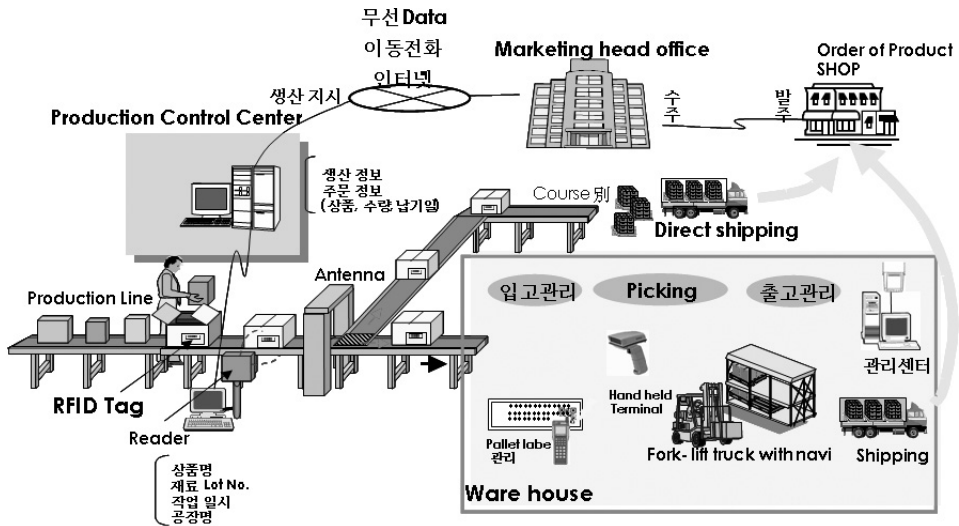 무선 Data
이동전화
인터넷
Marketing head office
Order of Product
SHOP
생산 지시
수주
발주
Production Control Center
생산 정보
주문 정보
(상품, 수량 납기일)
Course 別
Direct shipping
Antenna
Production Line
입고관리
Picking
출고관리
관리센터
RFID Tag
Reader
Hand held
Terminal
Pallet labe
관리
Fork- lift truck with navi
Shipping
상품명
재료 Lot No.
작업 일시
공장명
Ware house